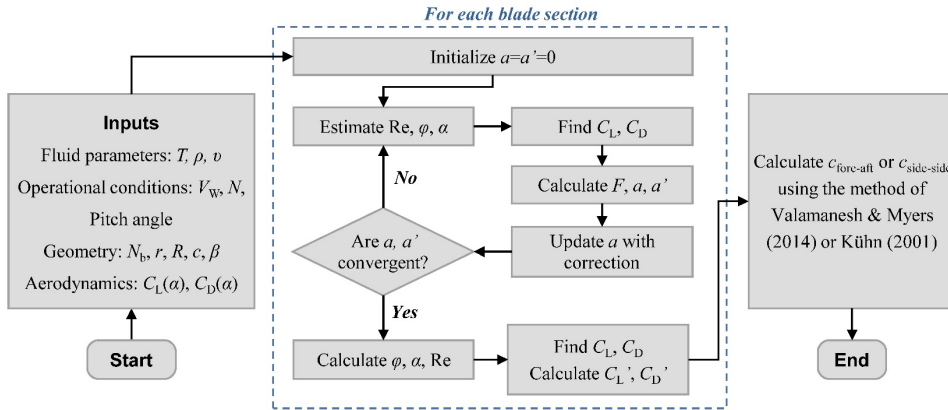 For each blade section
Initialize a=a’=0
Inputs
Fluid parameters: T, ρ, υ
Operational conditions: V_W, N,
Pitch angle
Geometry: N_b, r, R, c, β
Aerodynamics: C_L(α), C_D(α)
Start
Estimate Re, φ, α
Find C_L, C_D
Calculate F, a, a’
Update a with
correction
No
Are a, a’
convergent?
Yes
Calculate φ, α, Re
Find C_L, C_D
Calculate C_L’, C_D’
Calculate c_fore-aft or c_side-side
using the method of
Valamanesh & Myers
(2014) or Kühn (2001)
End